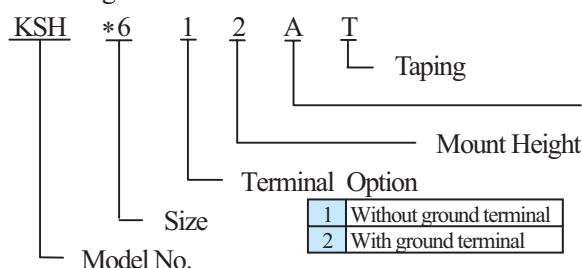 KSH *6 1 2 A T
Taping
Mount Height
Terminal Option
1 Without ground terminal
2 With ground terminal
Size
Model No.